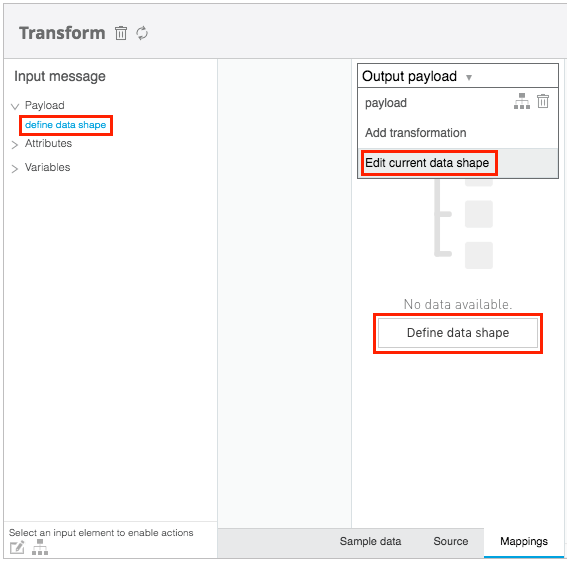 Transform
Input message
Payload
define data shape
Attributes
Variables
Output payload
payload
Add transformation
Edit current data shape
No data available.
Define data shape
Select an input element to enable actions
Sample data
Source
Mappings